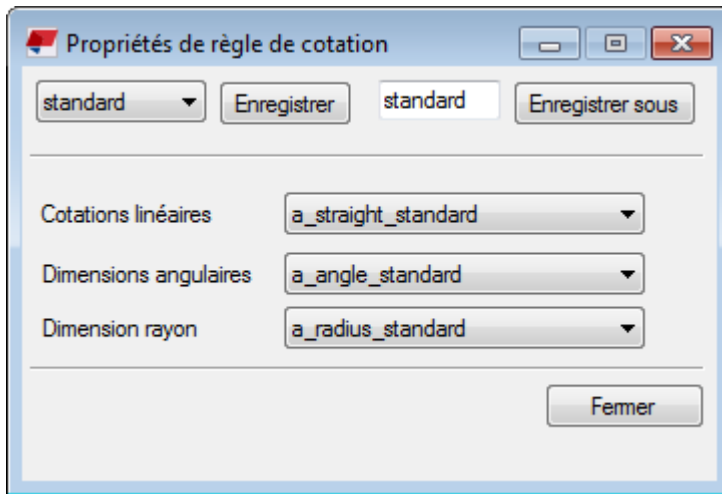 Propriétés de règle de cotation
standard Enregistrer standard Enregistrer sous
Cotations linéaires a_straight_standard
Dimensions angulaires a_angle_standard
Dimension rayon a_radius_standard
Fermer